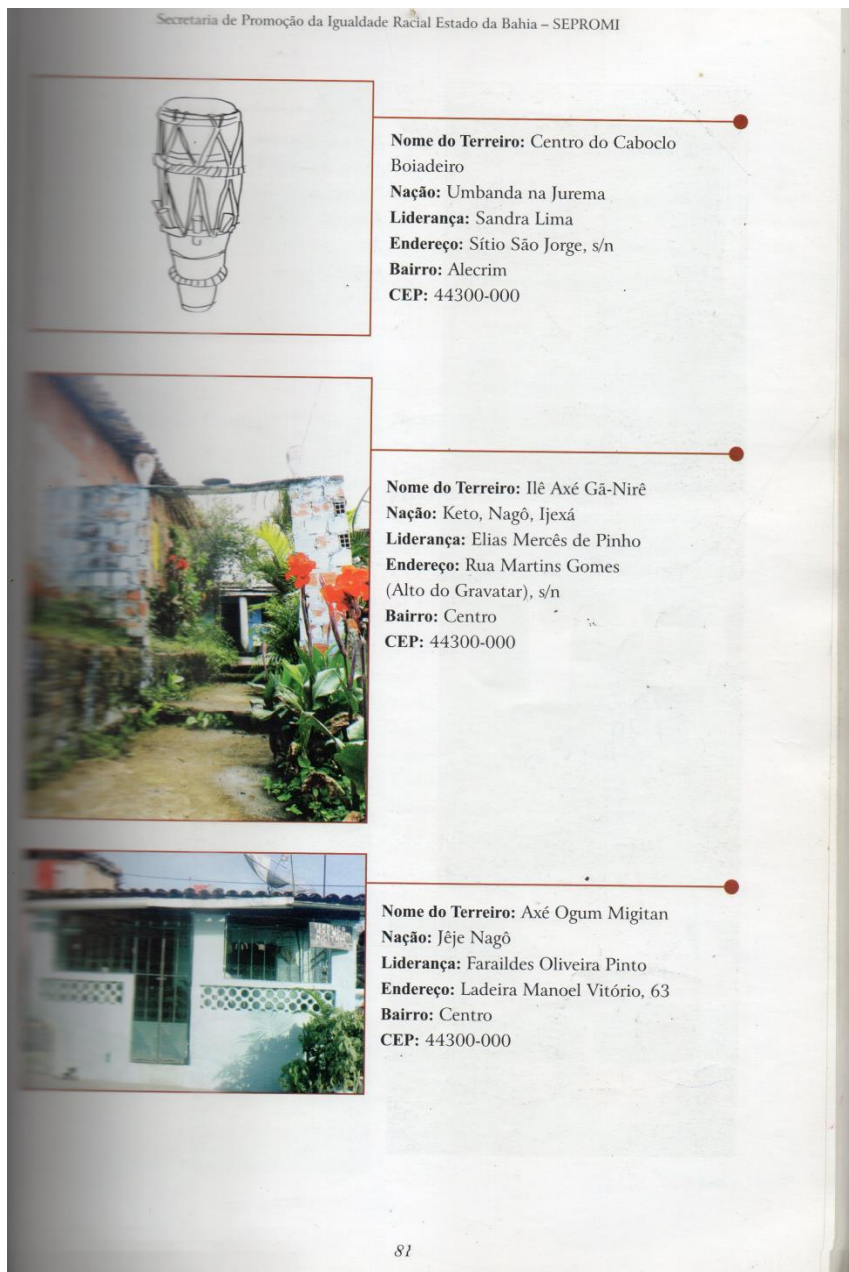 Secretaria de Promoção da Igualdade Racial Estado da Bahia – SEPROMI
Nome do Terreiro: Centro do Caboclo
Boiadeiro
Nação: Umbanda na Jurema
Liderança: Sandra Lima
Endereço: Sítio São Jorge, s/n
Bairro: Alecrim
CEP: 44300-000
Nome do Terreiro: Ilê Axé Gã-Nirê
Nação: Keto, Nagô, Ijexá
Liderança: Elias Mercês de Pinho
Endereço: Rua Martins Gomes
(Alto do Gravatar), s/n
Bairro: Centro
CEP: 44300-000
Nome do Terreiro: Axé Ogum Migitan
Nação: Jêje Nagô
Liderança: Faraildes Oliveira Pinto
Endereço: Ladeira Manoel Vitório, 63
Bairro: Centro
CEP: 44300-000
81